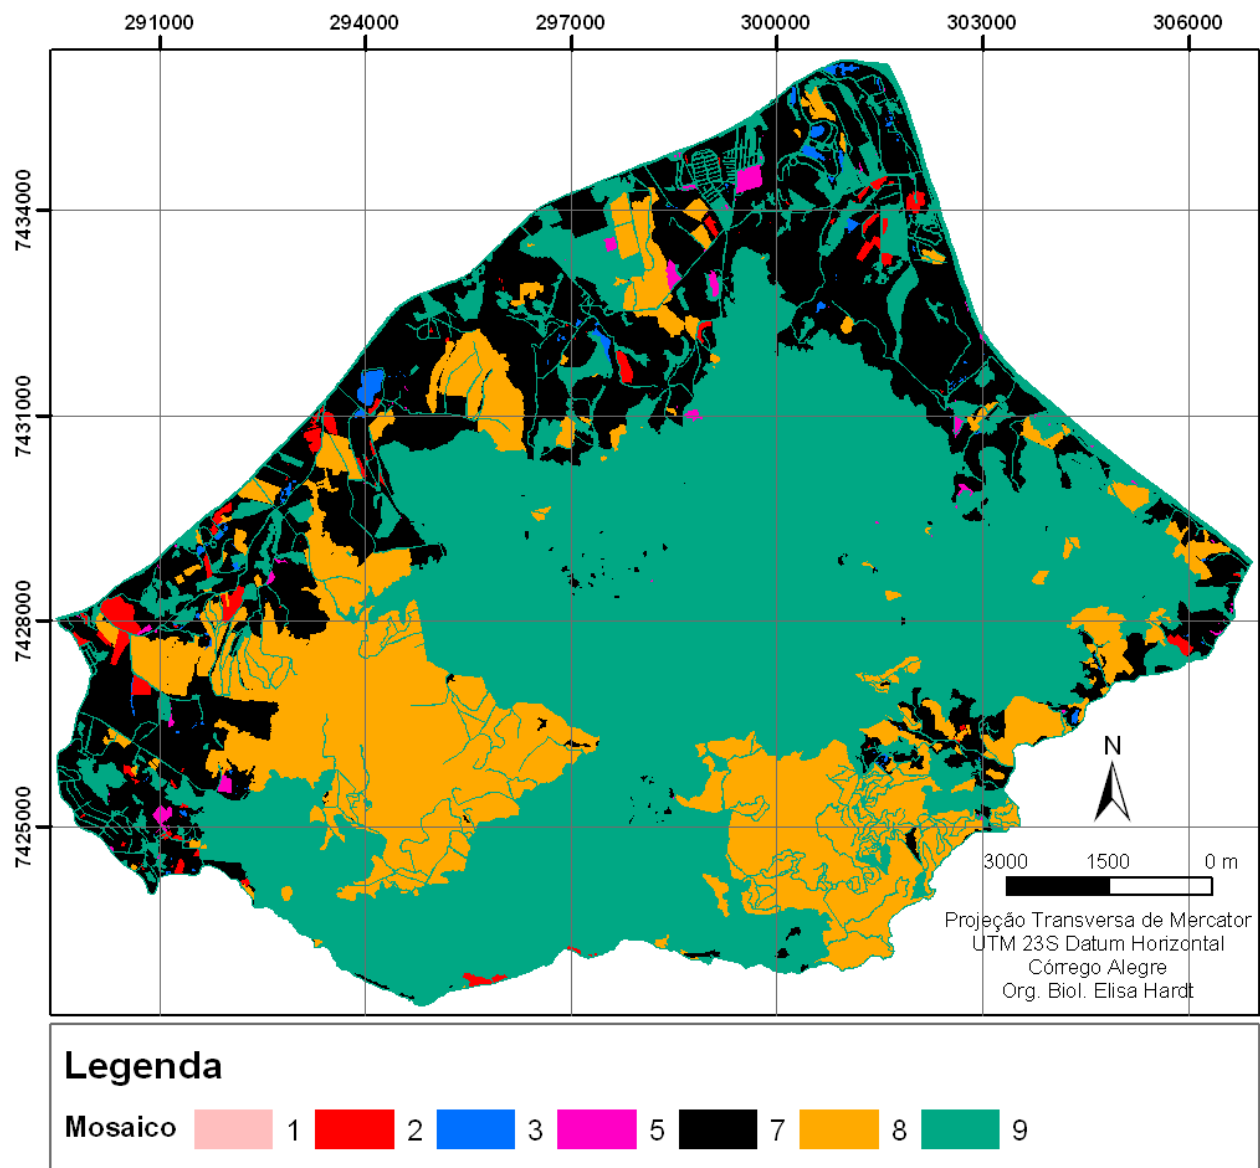 291000 294000 297000 300000 303000 306000
7434000
7431000
7428000
7425000
N
3000 1500 0 m
Projeção Transversa de Mercator
UTM 23S Datum Horizontal
Córrego Alegre
Org. Biol. Elisa Hardt
Legenda
Mosaico 1 2 3 5 7 8 9